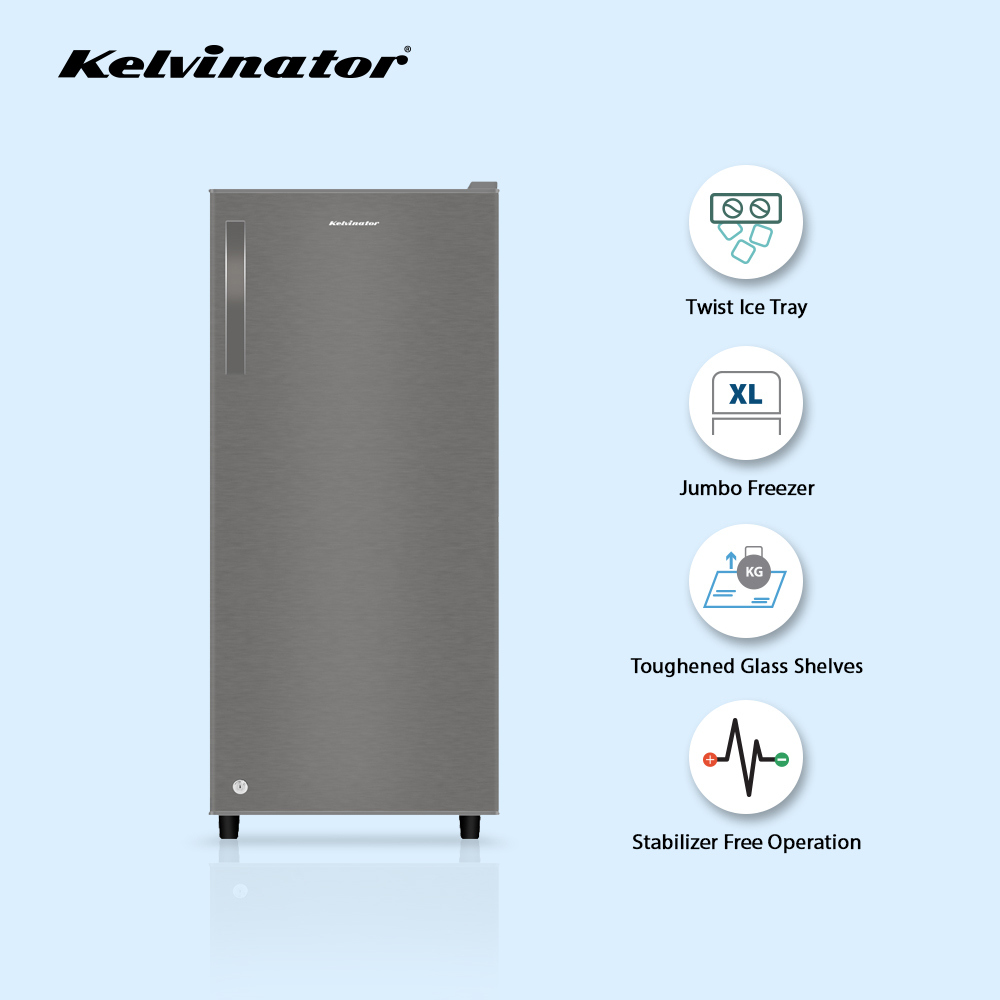 Kelvinator®
Kelvinator
Twist Ice Tray
XL
Jumbo Freezer
KG
Toughened Glass Shelves
Stabilizer Free Operation